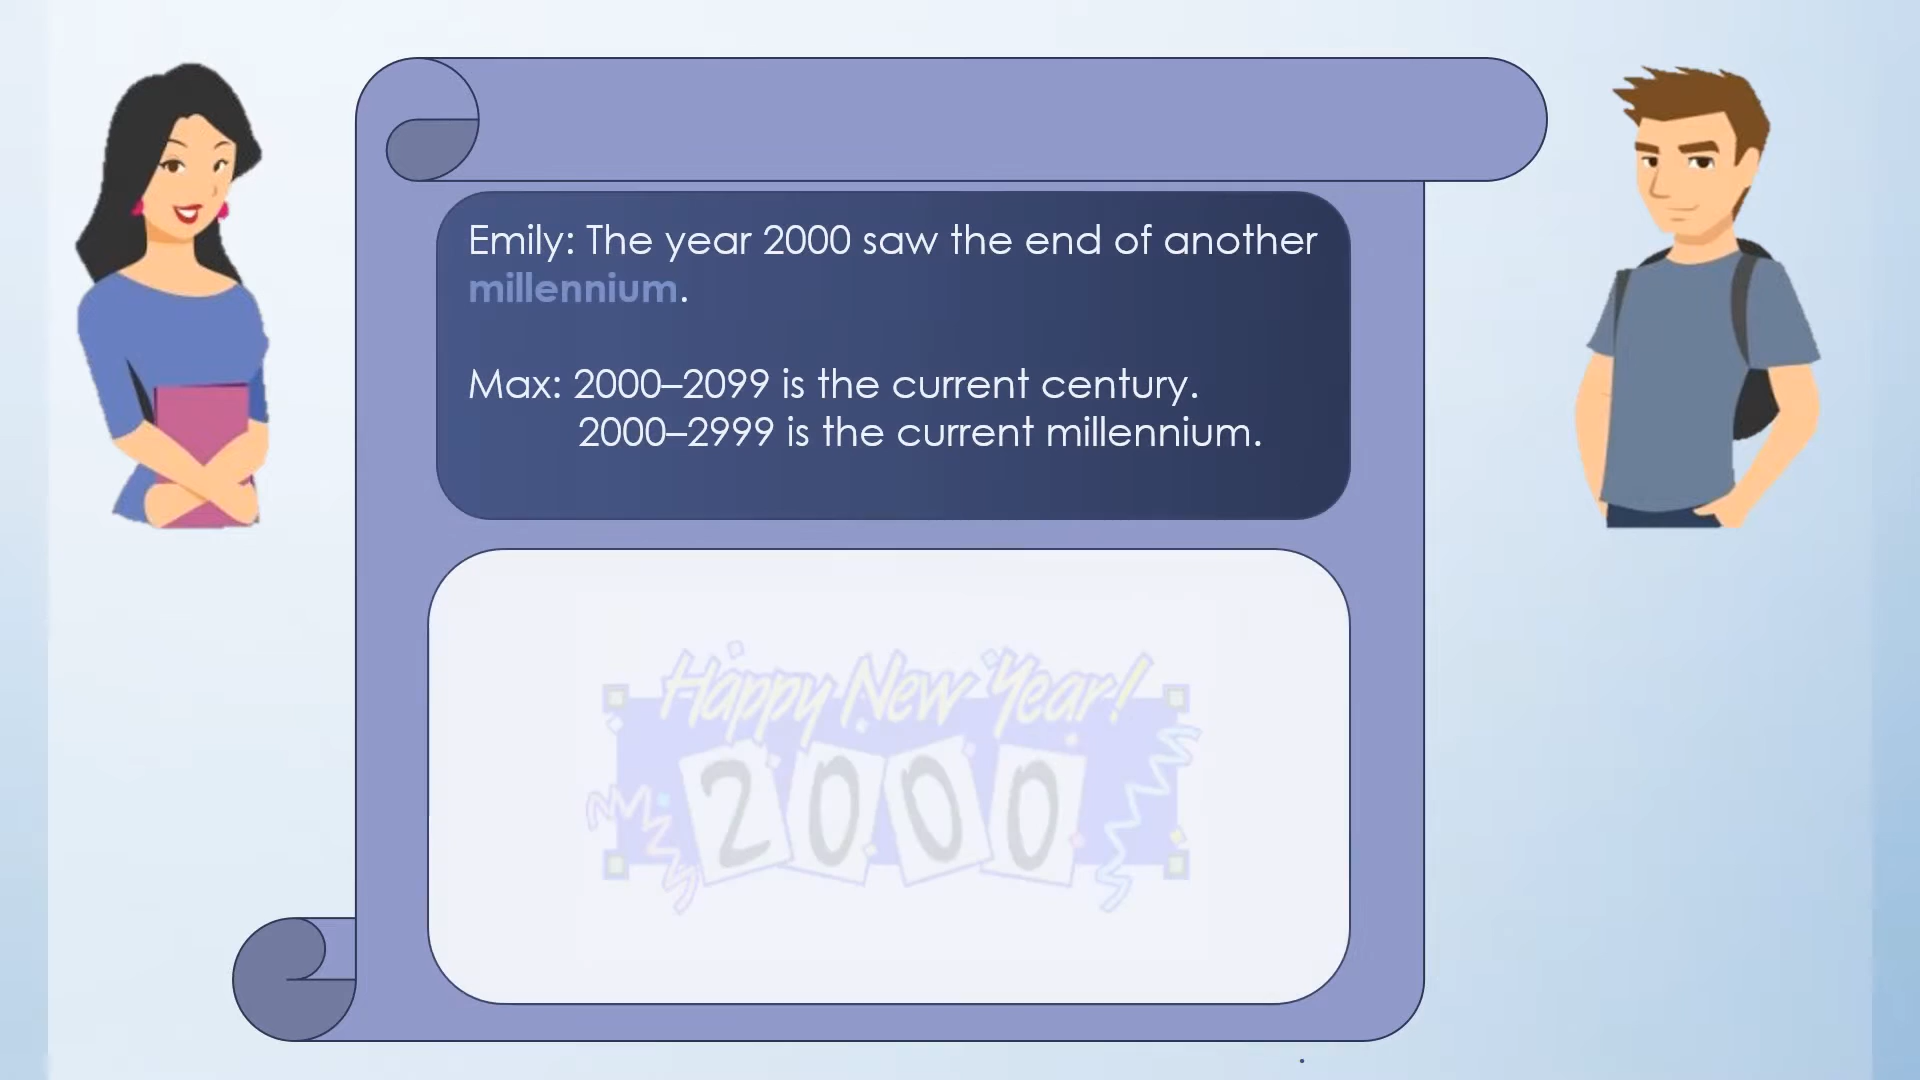 Emily: The year 2000 saw the end of another
millennium.
Max: 2000–2099 is the current century.
2000–2999 is the current millennium.
Happy New Year!
2000